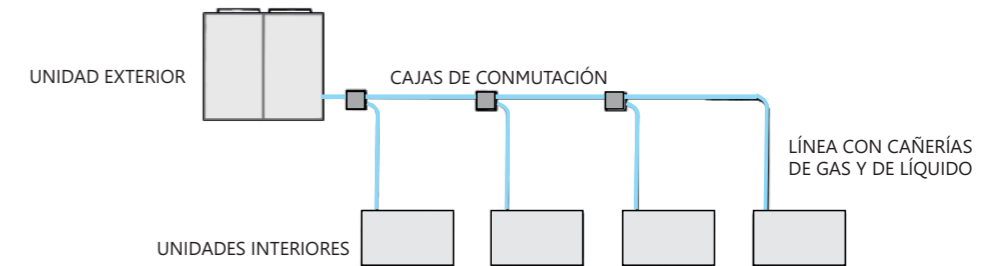 UNIDAD EXTERIOR
CAJAS DE CONMUTACIÓN
LÍNEA CON CAÑERÍAS
DE GAS Y DE LÍQUIDO
UNIDADES INTERIORES